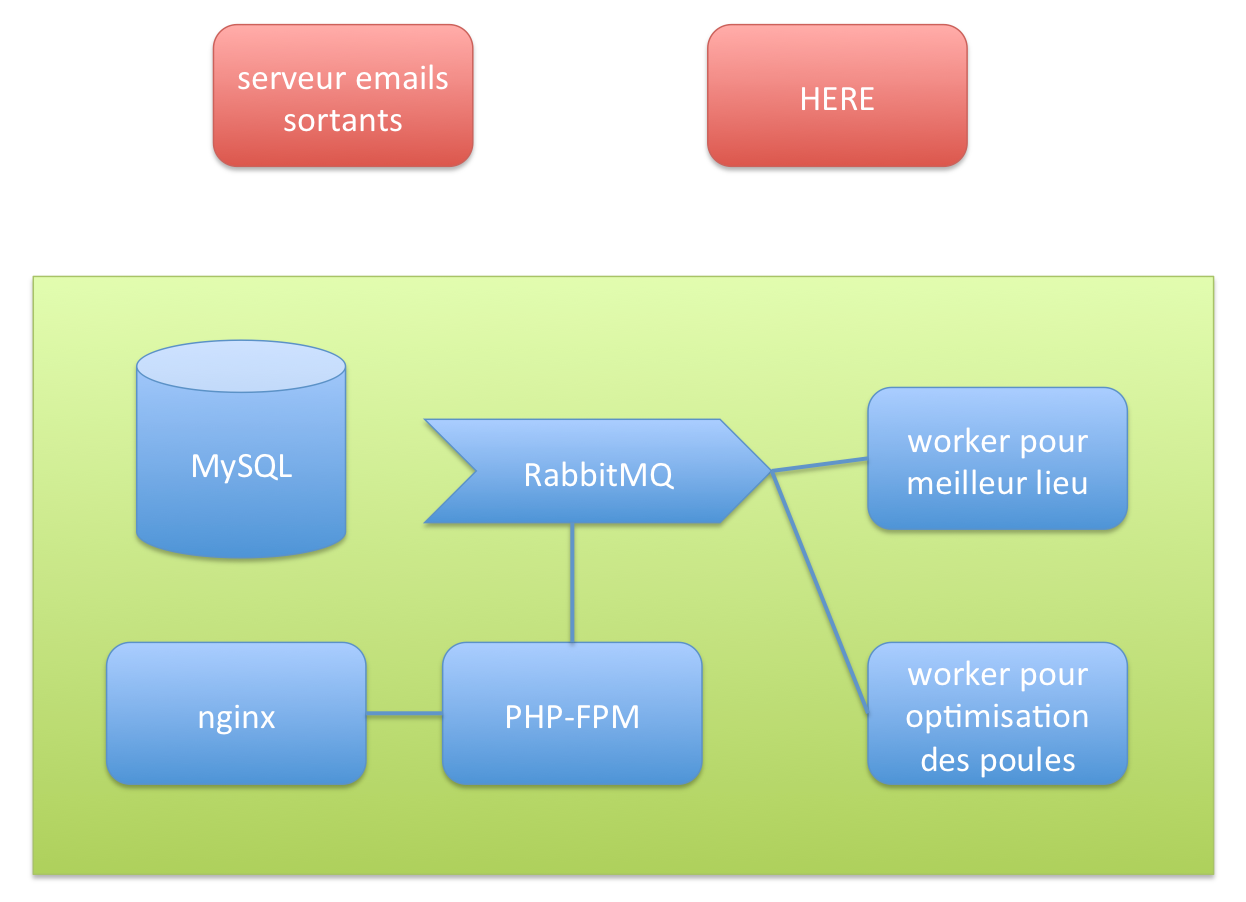 serveur emails
sortants
HERE
MySQL
RabbitMQ
worker pour
meilleur lieu
nginx
PHP-FPM
worker pour
optimisation
des poules